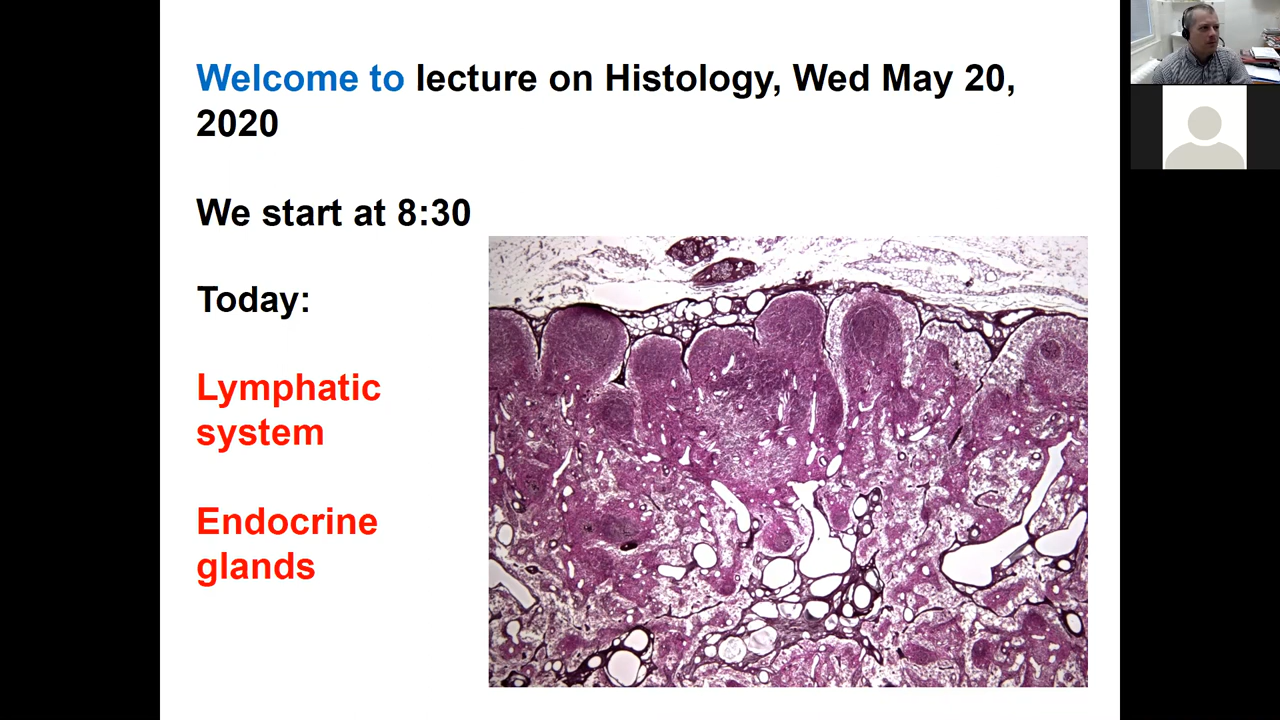 Welcome to lecture on Histology, Wed May 20,
2020
We start at 8:30
Today:
Lymphatic
system
Endocrine
glands